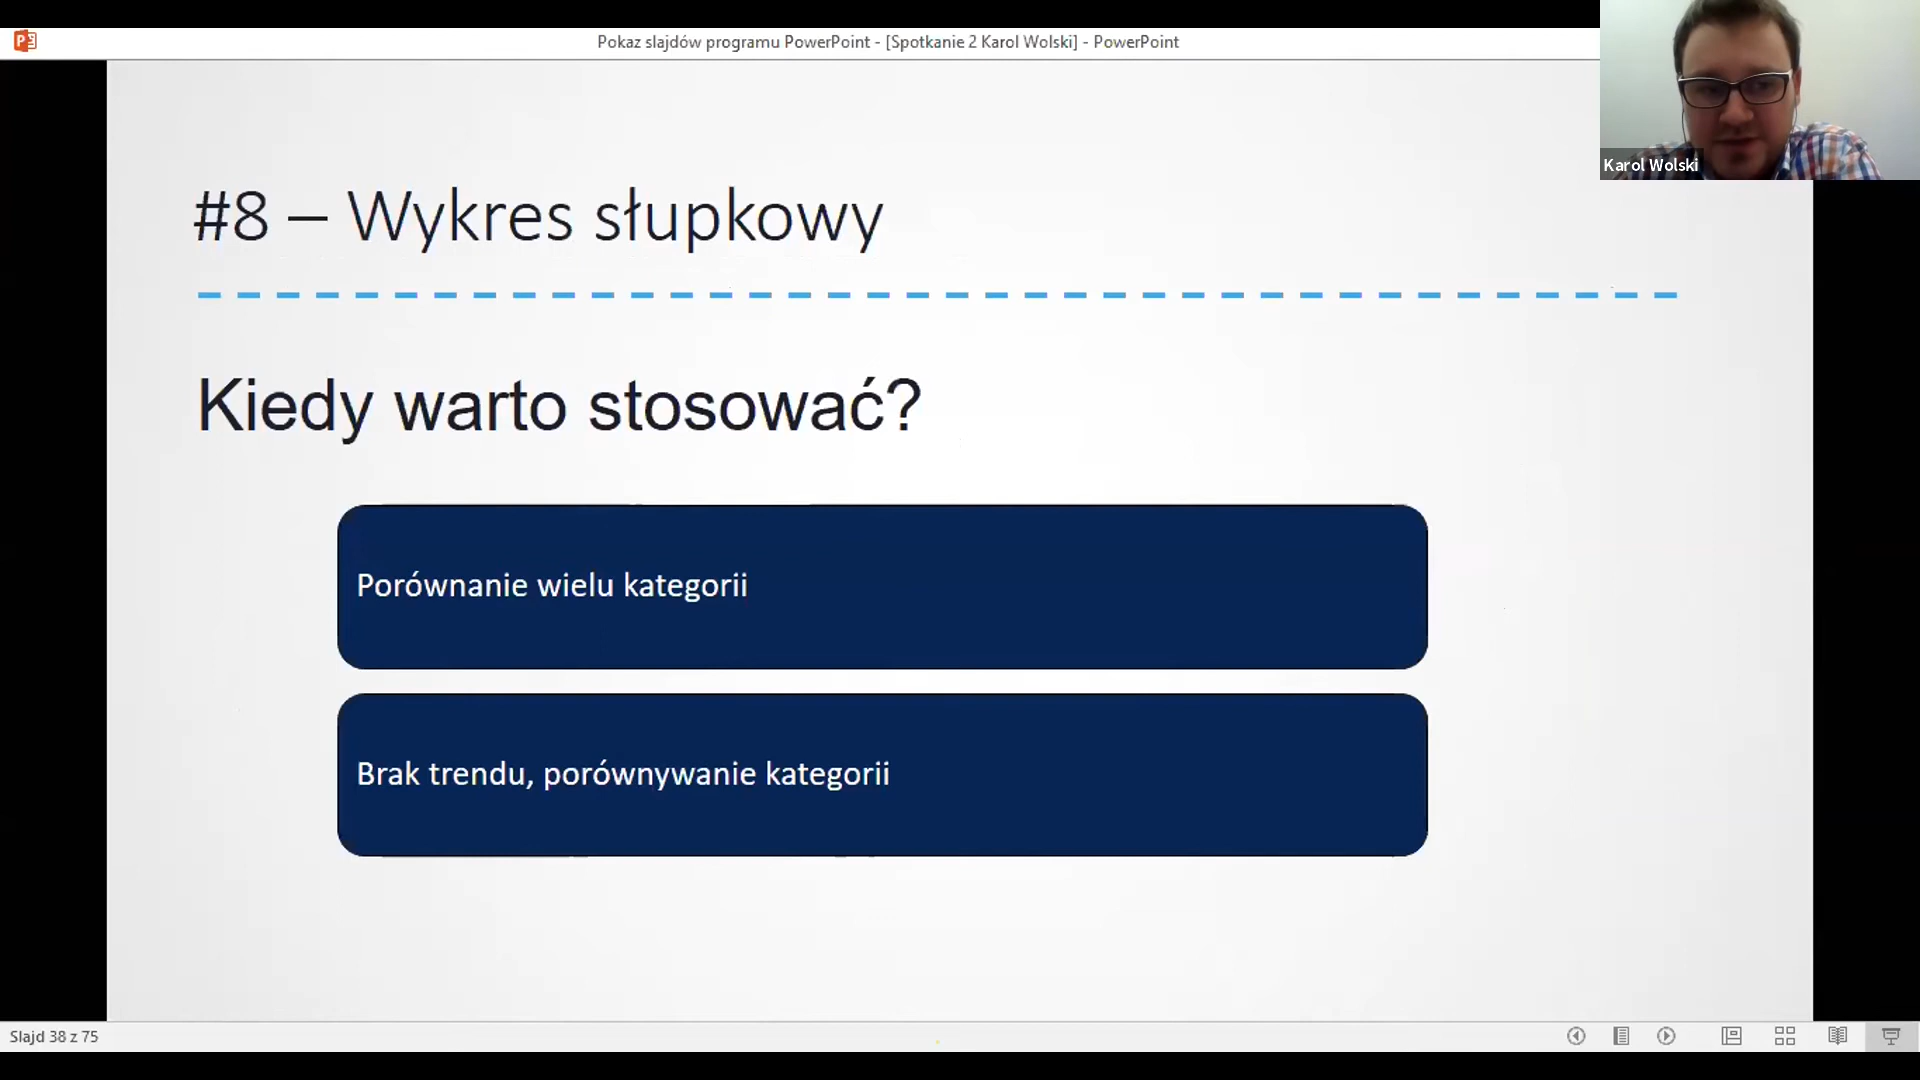 Pokaz slajdów programu PowerPoint - [Spotkanie 2 Karol Wolski] - PowerPoint
Karol Wolski
#8 – Wykres słupkowy
Kiedy warto stosować?
Porównanie wielu kategorii
Brak trendu, porównywanie kategorii
Slajd 38 z 75